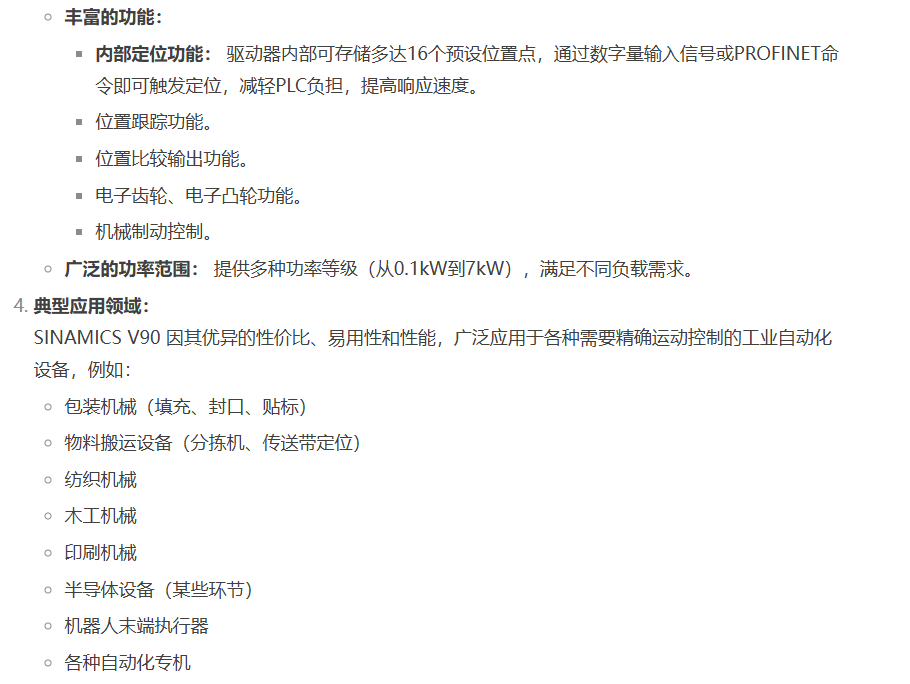 丰富的功能：
内部定位功能： 驱动器内部可存储多达16个预设位置点，通过数字量输入信号或PROFINET命
令即可触发定位，减轻PLC负担，提高响应速度。
位置跟踪功能。
位置比较输出功能。
电子齿轮、电子凸轮功能。
机械制动控制。
广泛的功率范围： 提供多种功率等级（从0.1kW到7kW），满足不同负载需求。
4. 典型应用领域：
SINAMICS V90 因其优异的性价比、易用性和性能，广泛应用于各种需要精确运动控制的工业自动化
设备，例如：
包装机械（填充、封口、贴标）
物料搬运设备（分拣机、传送带定位）
纺织机械
木工机械
印刷机械
半导体设备（某些环节）
机器人末端执行器
各种自动化专机